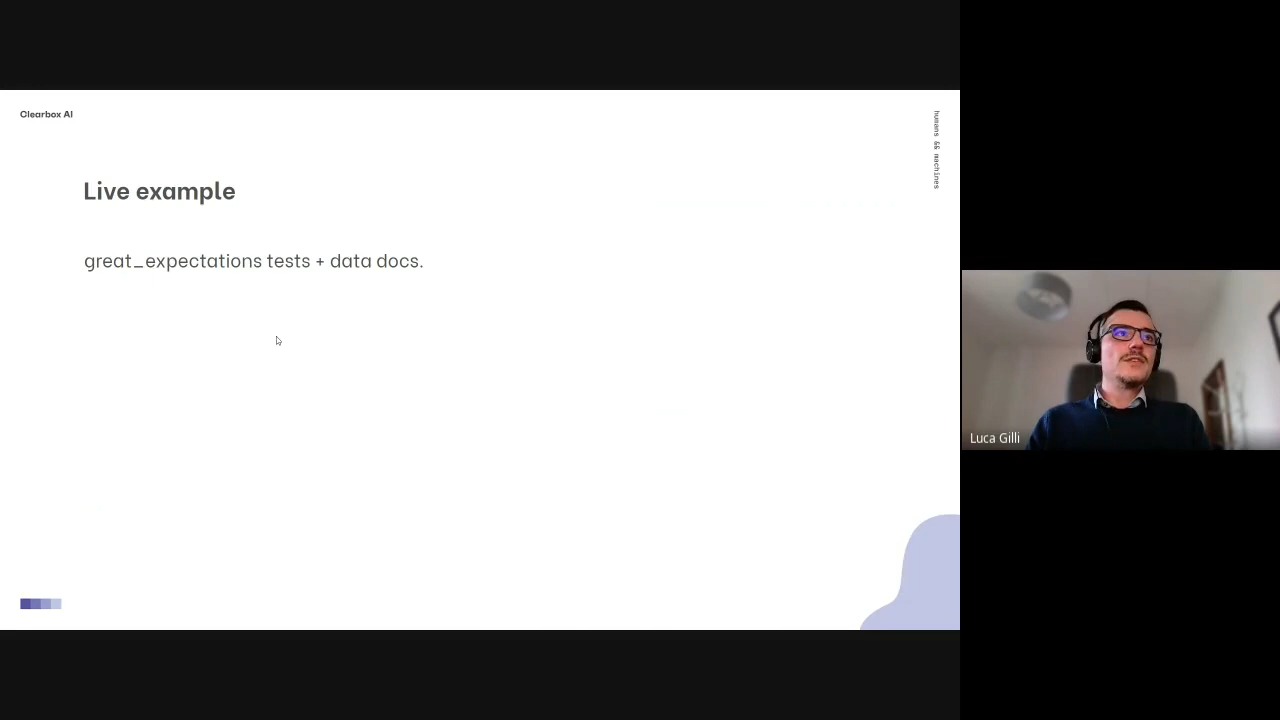 Clearbox AI
humans && machines
Live example
great_expectations tests + data docs.
Luca Gilli